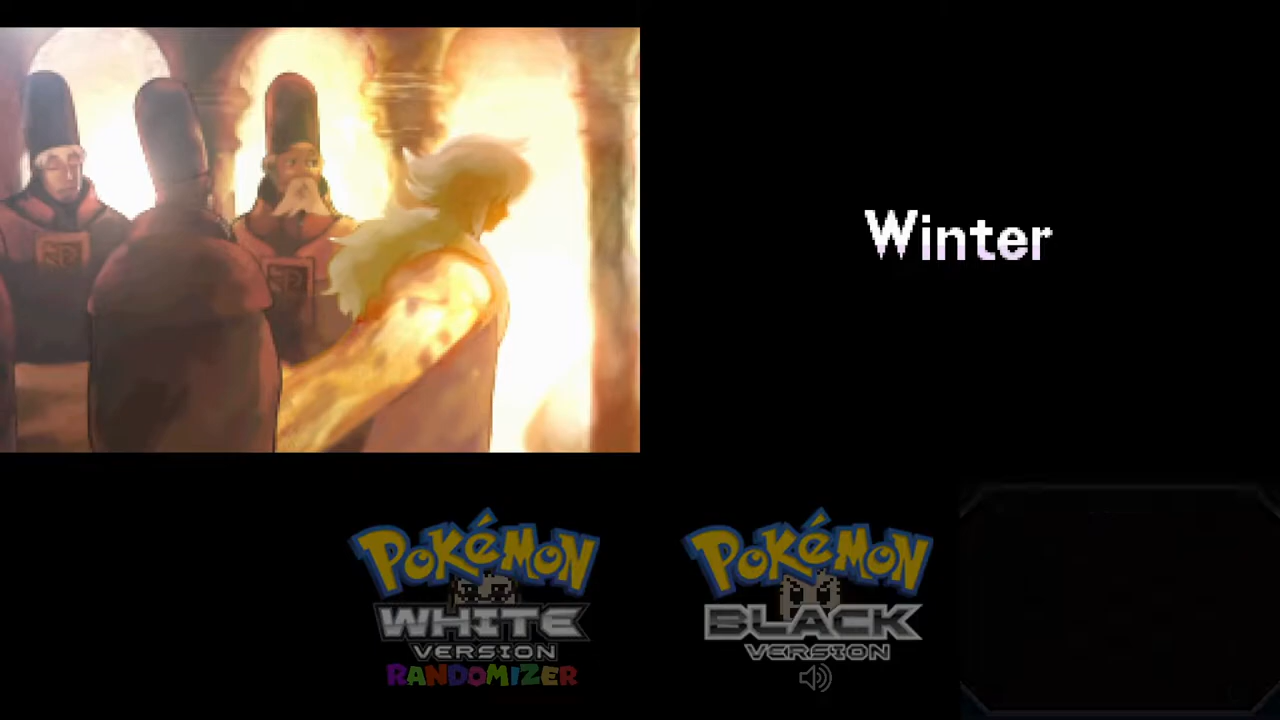 Winter
POKÉMON
WHITE
VERSION
RANDOMIZER
POKÉMON
BLACK
VERSION